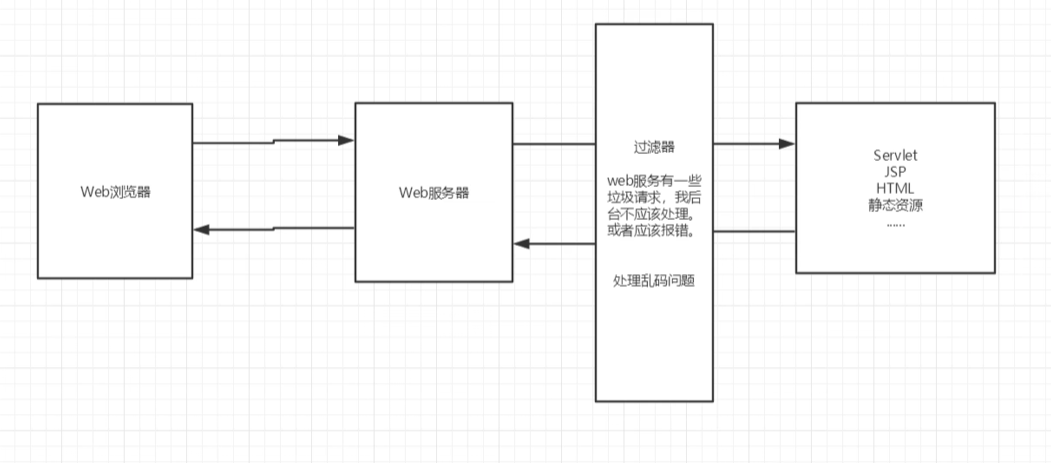 Web浏览器
Web服务器
过滤器
web服务有一些
垃圾请求，我后
台不应该处理。
或者应该报错。
处理乱码问题
Servlet
JSP
HTML
静态资源
......